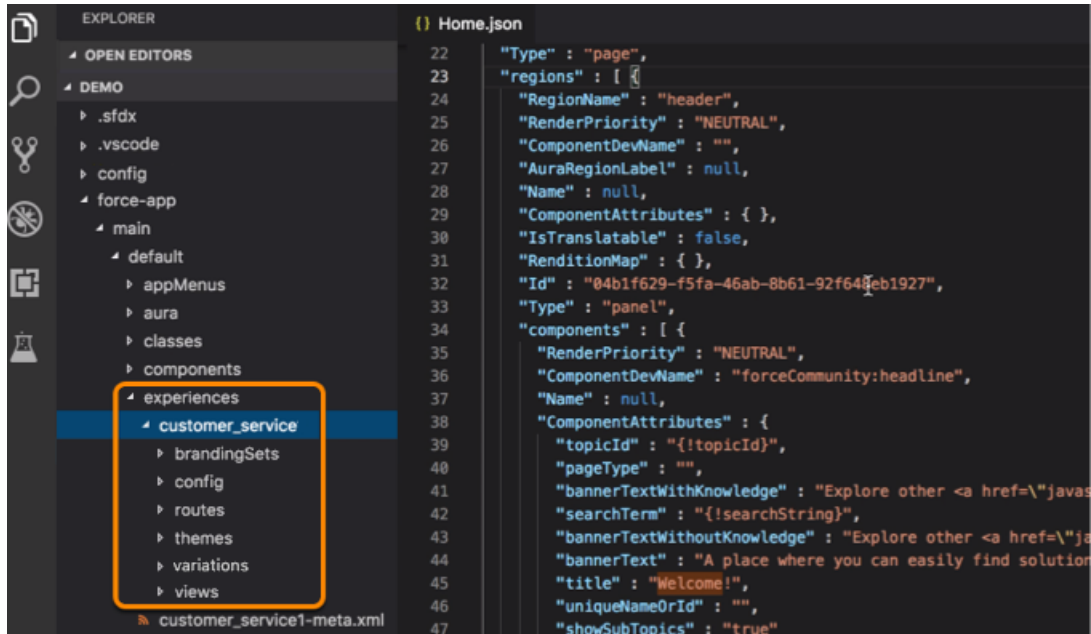 EXPLORER
OPEN EDITORS
DEMO
.sfdx
.vscode
config
force-app
main
default
appMenus
aura
classes
components
experiences
customer_service
brandingSets
config
routes
themes
variations
views
customer_service1-meta.xml
{} Home.json
22 "Type" : "page",
23 "regions" : [ {
24 "RegionName" : "header",
25 "RenderPriority" : "NEUTRAL",
26 "ComponentDevName" : "",
27 "AuraRegionLabel" : null,
28 "Name" : null,
29 "ComponentAttributes" : { },
30 "IsTranslatable" : false,
31 "RenditionMap" : { },
32 "Id" : "04b1f629-f5fa-46ab-8b61-92f648eb1927",
33 "Type" : "panel",
34 "components" : [ {
35 "RenderPriority" : "NEUTRAL",
36 "ComponentDevName" : "forceCommunity:headline",
37 "Name" : null,
38 "ComponentAttributes" : {
39 "topicId" : "{!topicId}",
40 "pageType" : "",
41 "bannerTextWithKnowledge" : "Explore other <a href=\"javas
42 "searchTerm" : "{!searchString}",
43 "bannerTextWithoutKnowledge" : "Explore other <a href=\"ja
44 "bannerText" : "A place where you can easily find solution
45 "title" : "Welcome!",
46 "uniqueNameOrId" : "",
47 "showSubTopics" : "true"